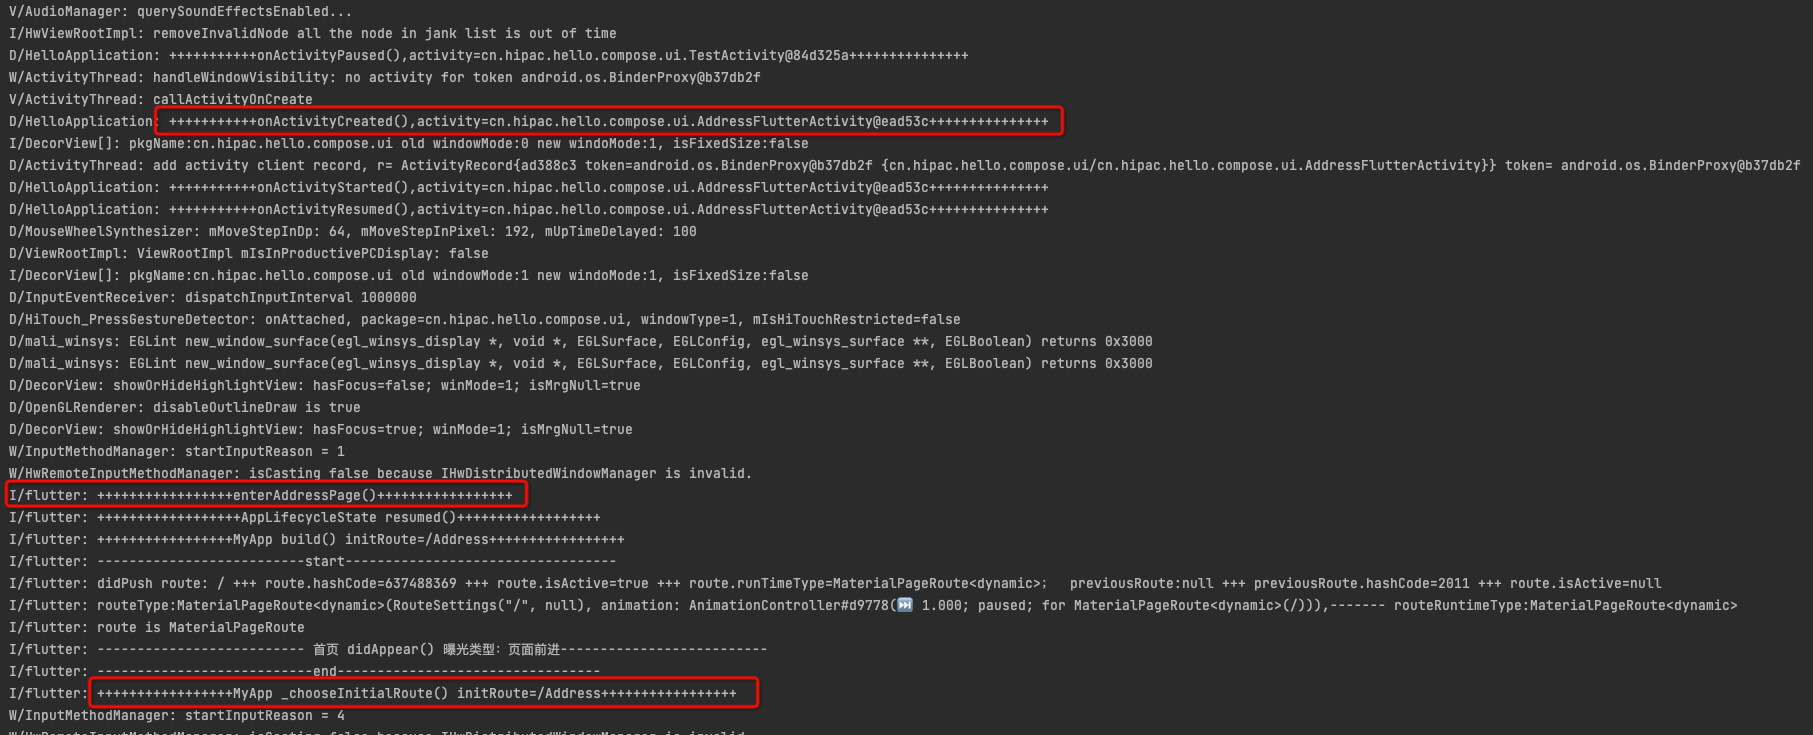 V/AudioManager: querySoundEffectsEnabled...
I/HwViewRootImpl: removeInvalidNode all the node in jank list is out of time
D/HelloApplication: +++++++++++onActivityPaused(),activity=cn.hipac.hello.compose.ui.TestActivity@84d325a+++++++++++++++
W/ActivityThread: handleWindowVisibility: no activity for token android.os.BinderProxy@b37db2f
V/ActivityThread: callActivityOnCreate
D/HelloApplication: +++++++++++onActivityCreated(),activity=cn.hipac.hello.compose.ui.AddressFlutterActivity@ead53c+++++++++++++++
I/DecorView[]: pkgName:cn.hipac.hello.compose.ui old windowMode:0 new windoMode:1, isFixedSize:false
D/ActivityThread: add activity client record, r= ActivityRecord{ad388c3 token=android.os.BinderProxy@b37db2f {cn.hipac.hello.compose.ui/cn.hipac.hello.compose.ui.AddressFlutterActivity}} token= android.os.BinderProxy@b37db2f
D/HelloApplication: +++++++++++onActivityStarted(),activity=cn.hipac.hello.compose.ui.AddressFlutterActivity@ead53c+++++++++++++++
D/HelloApplication: +++++++++++onActivityResumed(),activity=cn.hipac.hello.compose.ui.AddressFlutterActivity@ead53c+++++++++++++++
D/MouseWheelSynthesizer: mMoveStepInDp: 64, mMoveStepInPixel: 192, mUpTimeDelayed: 100
D/ViewRootImpl: ViewRootImpl mIsInProductivePCDisplay: false
I/DecorView[]: pkgName:cn.hipac.hello.compose.ui old windowMode:1 new windoMode:1, isFixedSize:false
D/InputEventReceiver: dispatchInputInterval 1000000
D/HiTouch_PressGestureDetector: onAttached, package=cn.hipac.hello.compose.ui, windowType=1, mIsHiTouchRestricted=false
D/mali_winsys: EGLint new_window_surface(egl_winsys_display *, void *, EGLSurface, EGLConfig, egl_winsys_surface **, EGLBoolean) returns 0x3000
D/mali_winsys: EGLint new_window_surface(egl_winsys_display *, void *, EGLSurface, EGLConfig, egl_winsys_surface **, EGLBoolean) returns 0x3000
D/DecorView: showOrHideHighlightView: hasFocus=false; winMode=1; isMrgNull=true
D/OpenGLRenderer: disableOutlineDraw is true
D/DecorView: showOrHideHighlightView: hasFocus=true; winMode=1; isMrgNull=true
W/InputMethodManager: startInputReason = 1
W/HwRemoteInputMethodManager: isCasting false because IHwDistributedWindowManager is invalid.
I/flutter: +++++++++++++++++enterAddressPage()+++++++++++++++++
I/flutter: ++++++++++++++++++AppLifecycleState resumed()++++++++++++++++++
I/flutter: +++++++++++++++++MyApp build() initRoute=/Address+++++++++++++++++
I/flutter: --------------------------start----------------------------------
I/flutter: didPush route: / +++ route.hashCode=637488369 +++ route.isActive=true +++ route.runTimeType=MaterialPageRoute<dynamic>;  previousRoute:null +++ previousRoute.hashCode=2011 +++ route.isActive=null
I/flutter: routeType:MaterialPageRoute<dynamic>(RouteSettings("/", null), animation: AnimationController#d9778(⏭ 1.000; paused; for MaterialPageRoute<dynamic>(/))),------- routeRuntimeType:MaterialPageRoute<dynamic>
I/flutter: route is MaterialPageRoute
I/flutter: -------------------------- 首页 didAppear() 曝光类型：页面前进--------------------------
I/flutter: ---------------------------end---------------------------------
I/flutter: +++++++++++++++++MyApp _chooseInitialRoute() initRoute=/Address+++++++++++++++++
W/InputMethodManager: startInputReason = 4
W/HwRemoteInputMethodManager: isCasting false because IHwDistributedWindowManager is invalid.